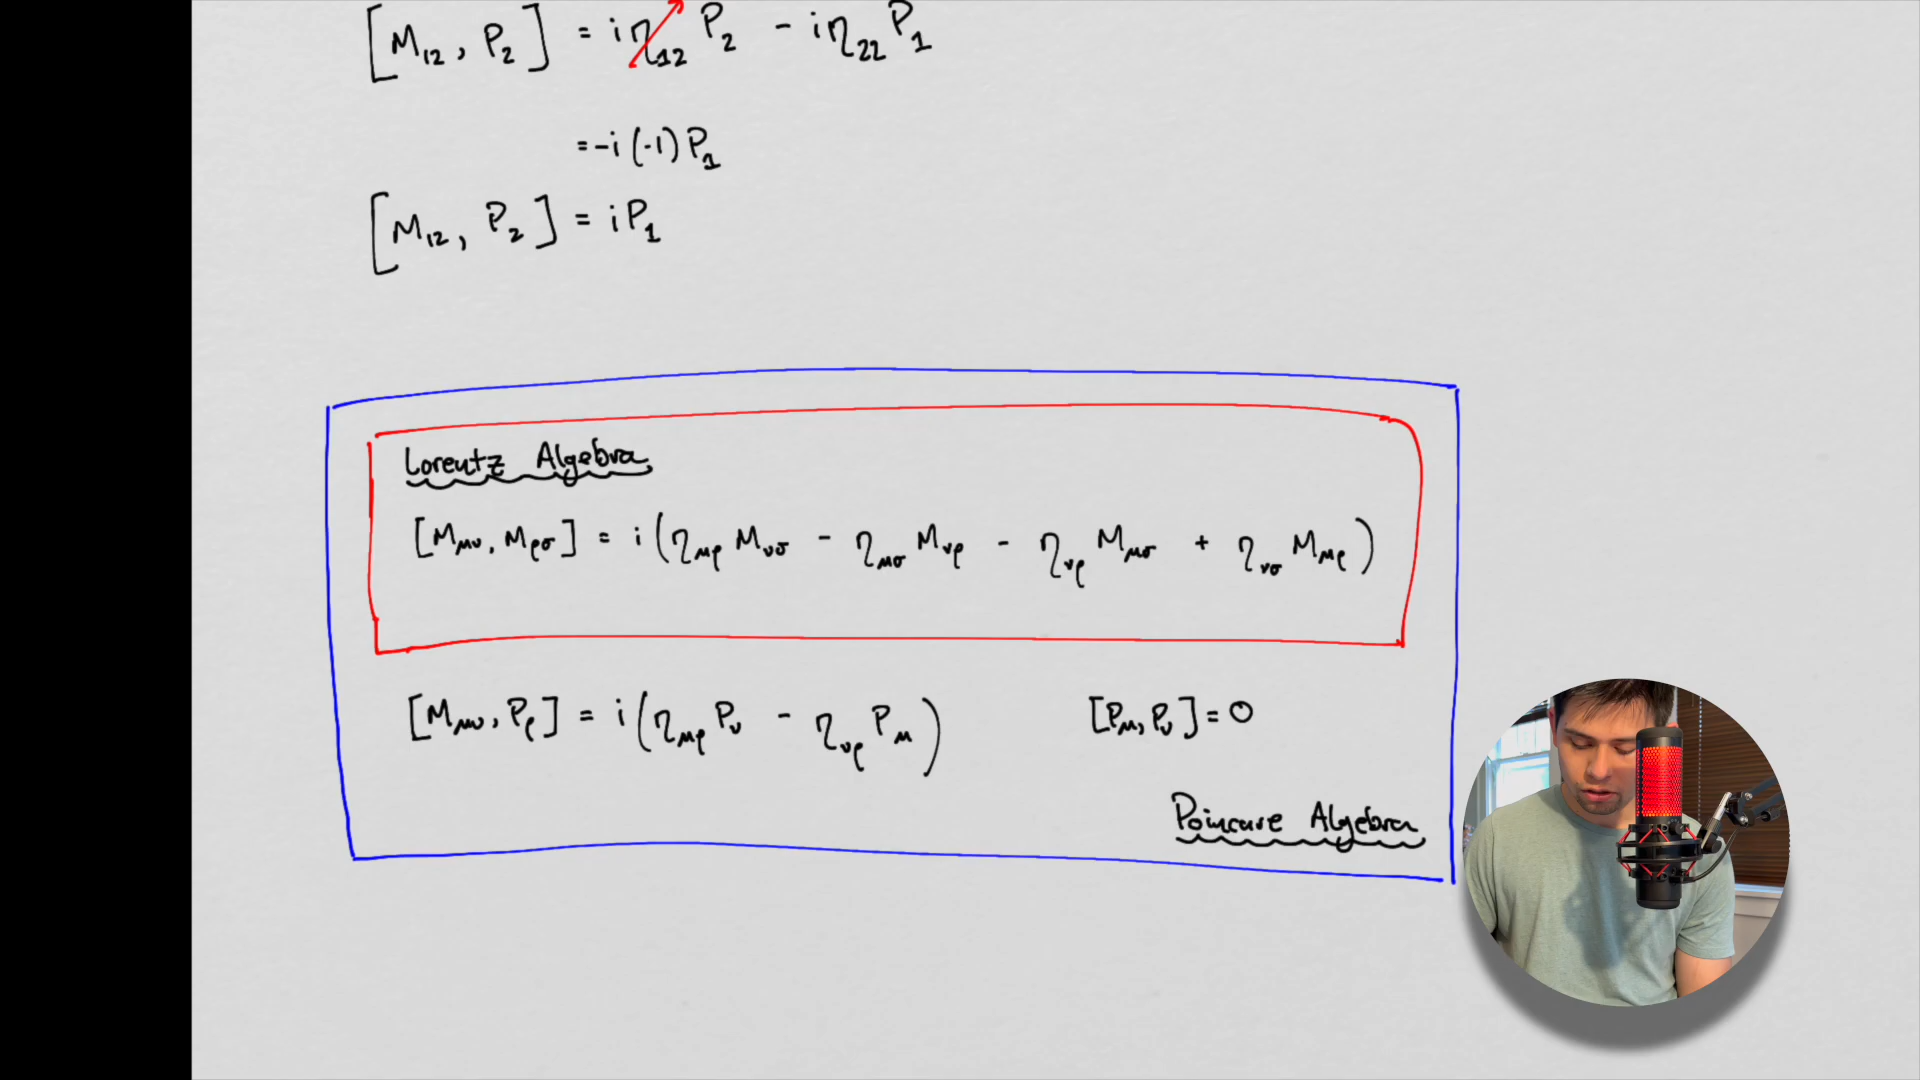 [M₁₂, P₂] = iη₁₂ P₂ - iη₂₂ P₁
= -i(-1)P₁
[M₁₂, P₂] = iP₁
Lorentz Algebra
[M_μν, M_ρσ] = i(η_μρ M_νσ - η_μσ M_νρ - η_νρ M_μσ + η_νσ M_μρ)
[M_μν, P_ρ] = i(η_μρ P_ν - η_νρ P_μ) [P_μ, P_ν] = 0
Poincare Algebra